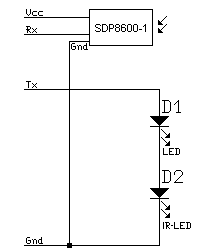 Vcc
Rx
SDP8600-1
Gnd
Tx
D1
LED
D2
IR-LED
Gnd